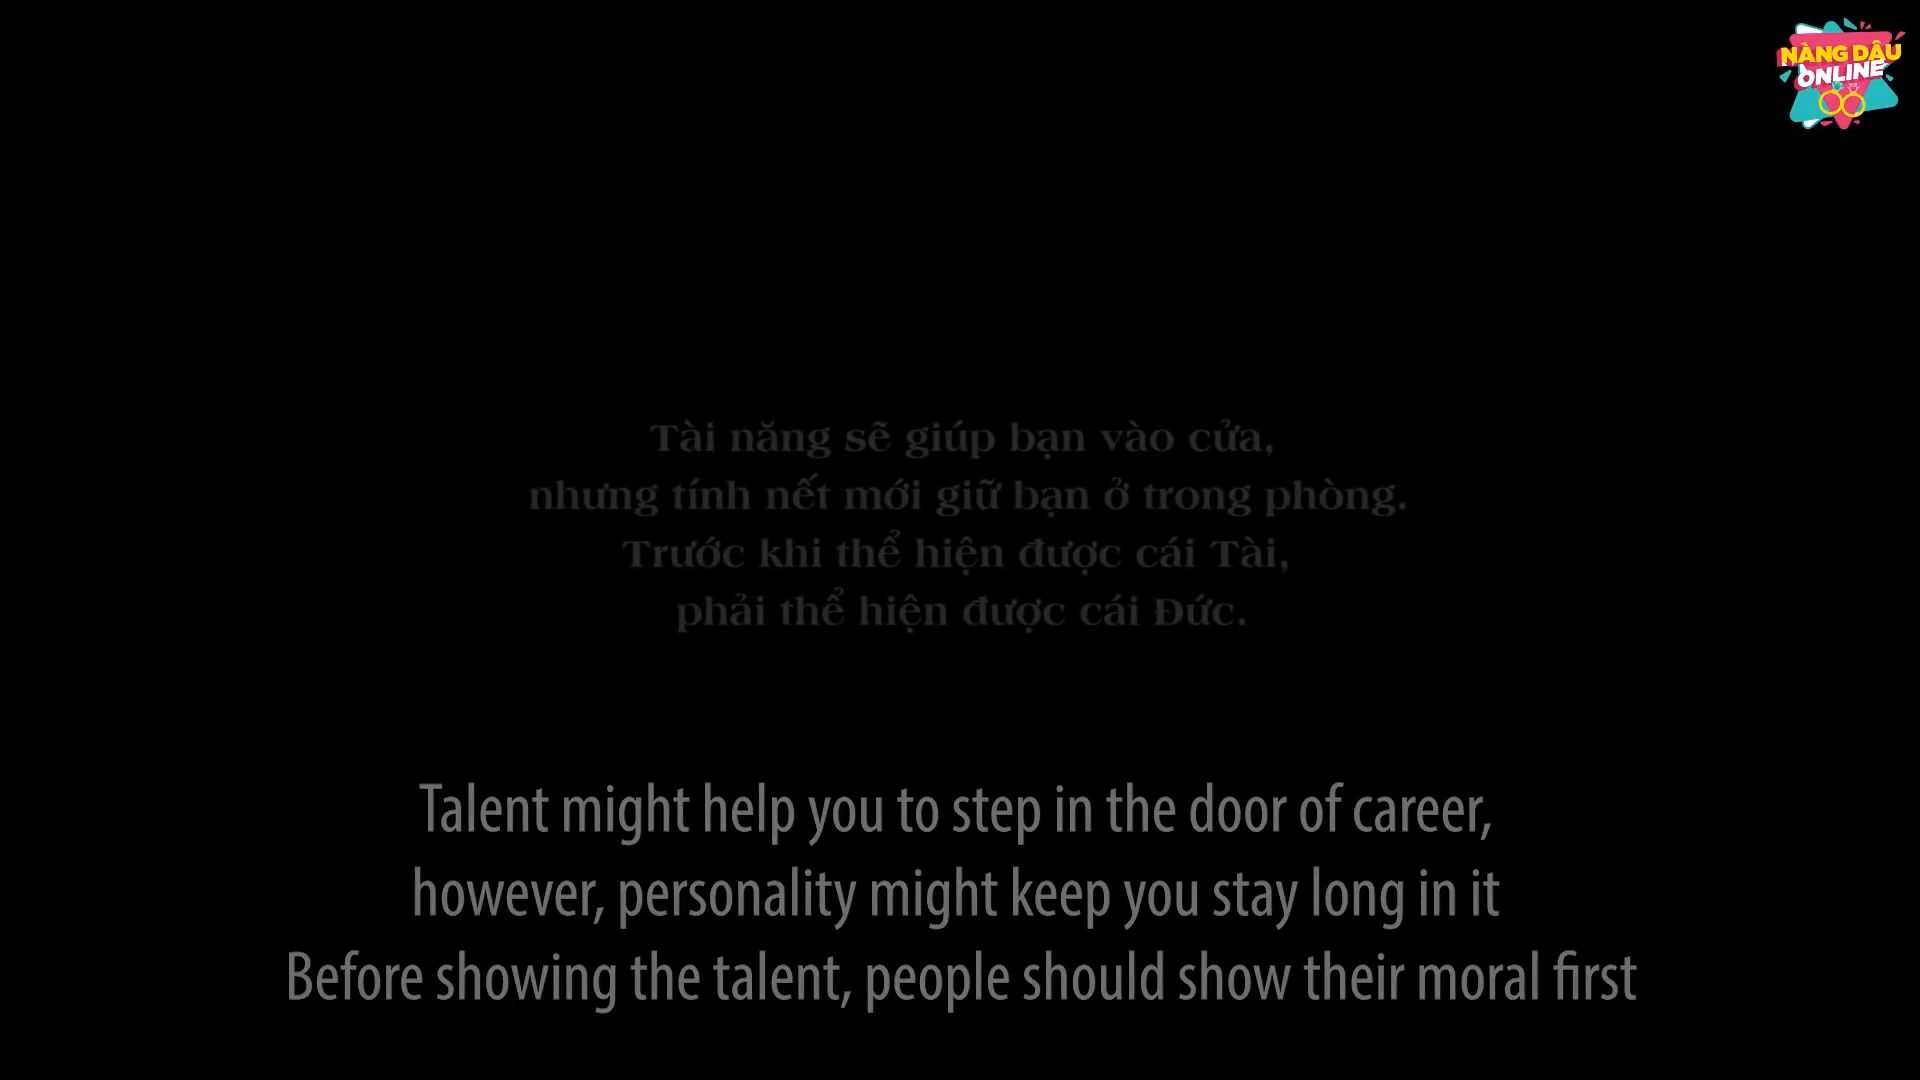 NÀNG DÂU
ONLINE
Tài năng sẽ giúp bạn vào cửa,
nhưng tính nết mới giữ bạn ở trong phòng.
Trước khi thể hiện được cái Tài,
phải thể hiện được cái Đức.
Talent might help you to step in the door of career,
however, personality might keep you stay long in it
Before showing the talent, people should show their moral first